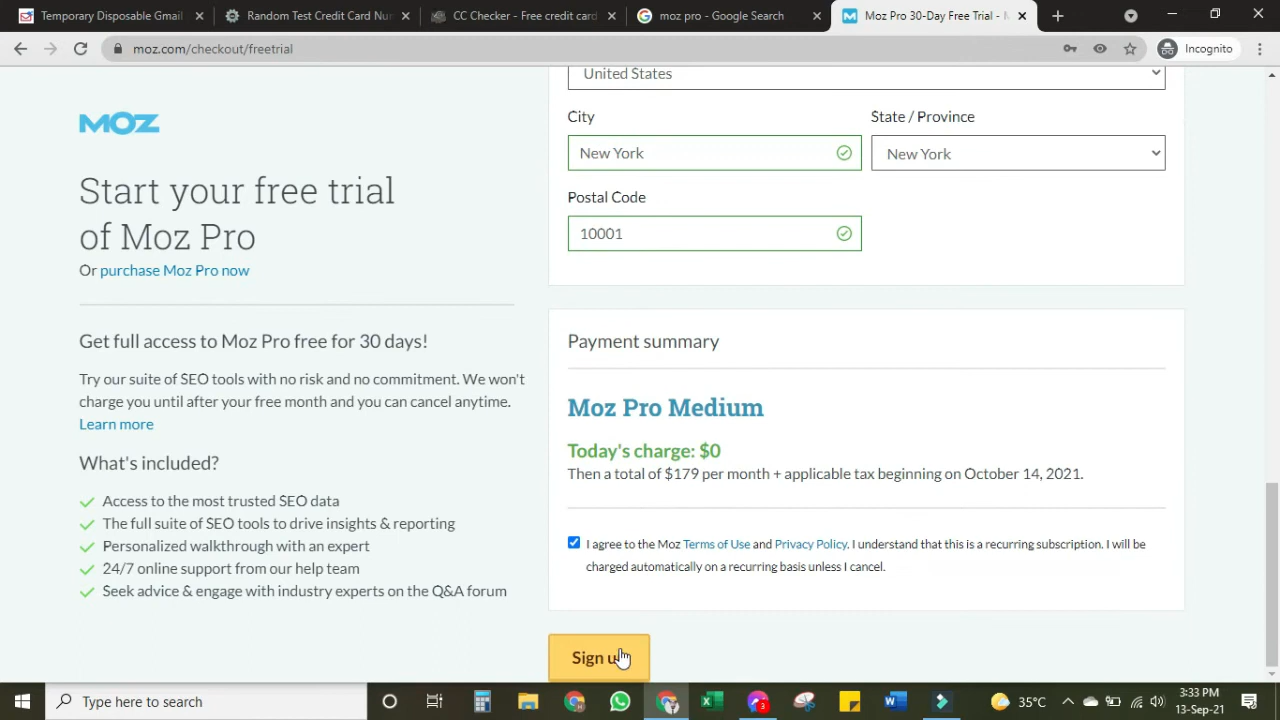 Temporary Disposable Gmail
Random Test Credit Card Nu
CC Checker - Free credit card
moz pro - Google Search
Moz Pro 30-Day Free Trial -
moz.com/checkout/freetrial
Incognito
United States
MOZ
City
State / Province
New York
New York
Start your free trial
of Moz Pro
Postal Code
10001
Or purchase Moz Pro now
Get full access to Moz Pro free for 30 days!
Payment summary
Try our suite of SEO tools with no risk and no commitment. We won't
charge you until after your free month and you can cancel anytime.
Learn more
Moz Pro Medium
Today's charge: $0
What's included?
Then a total of $179 per month + applicable tax beginning on October 14, 2021.
Access to the most trusted SEO data
The full suite of SEO tools to drive insights & reporting
Personalized walkthrough with an expert
24/7 online support from our help team
Seek advice & engage with industry experts on the Q&A forum
I agree to the Moz Terms of Use and Privacy Policy. I understand that this is a recurring subscription. I will be
charged automatically on a recurring basis unless I cancel.
Sign u
Type here to search
35°C
3:33 PM
13-Sep-21